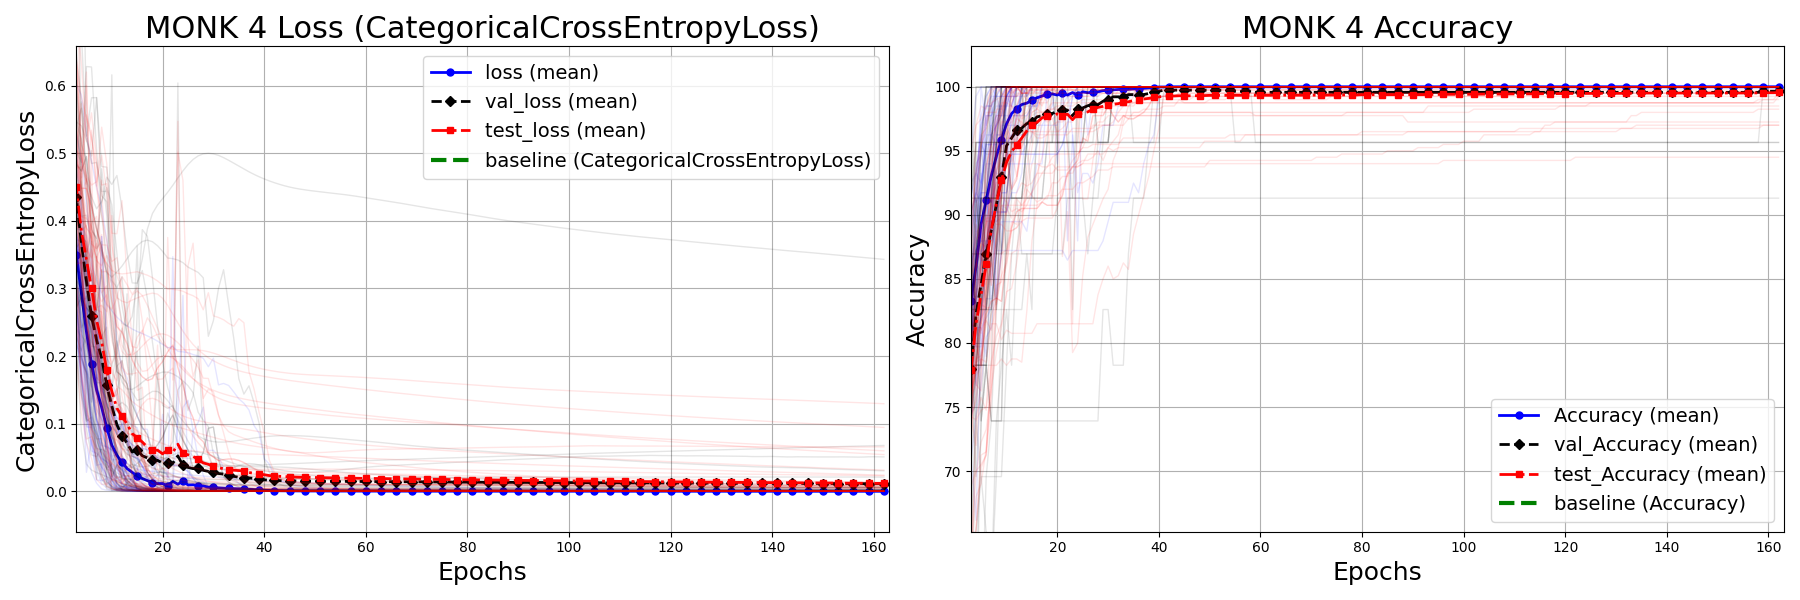 MONK 4 Loss (CategoricalCrossEntropyLoss)
CategoricalCrossEntropyLoss
0.6
0.5
0.4
0.3
0.2
0.1
0.0
loss (mean)
val_loss (mean)
test_loss (mean)
baseline (CategoricalCrossEntropyLoss)
20 40 60 80 100 120 140 160
Epochs
MONK 4 Accuracy
Accuracy
100
95
90
85
80
75
70
Accuracy (mean)
val_Accuracy (mean)
test_Accuracy (mean)
baseline (Accuracy)
20 40 60 80 100 120 140 160
Epochs